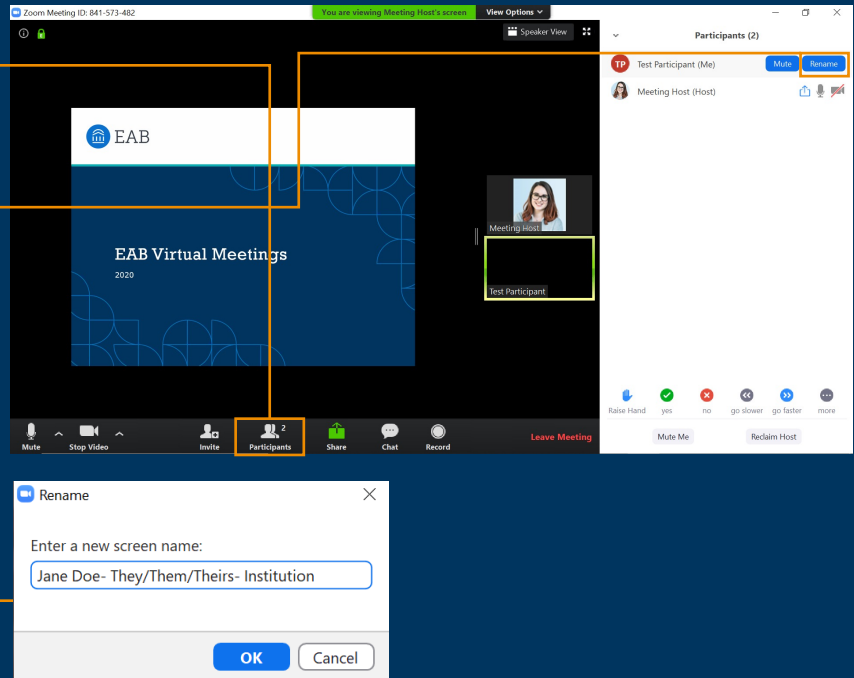 Zoom Meeting ID: 841-573-482
You are viewing Meeting Host's screen
View Options
Speaker View
Participants (2)
TP
Test Participant (Me)
Mute
Rename
Meeting Host (Host)
EAB
EAB Virtual Meetings
2020
Meeting Host
Test Participant
Raise Hand
yes
no
go slower
go faster
more
Mute
Stop Video
Invite
Participants
2
Share
Chat
Record
Leave Meeting
Mute Me
Reclaim Host
Rename
Enter a new screen name:
Jane Doe- They/Them/Theirs- Institution
OK
Cancel